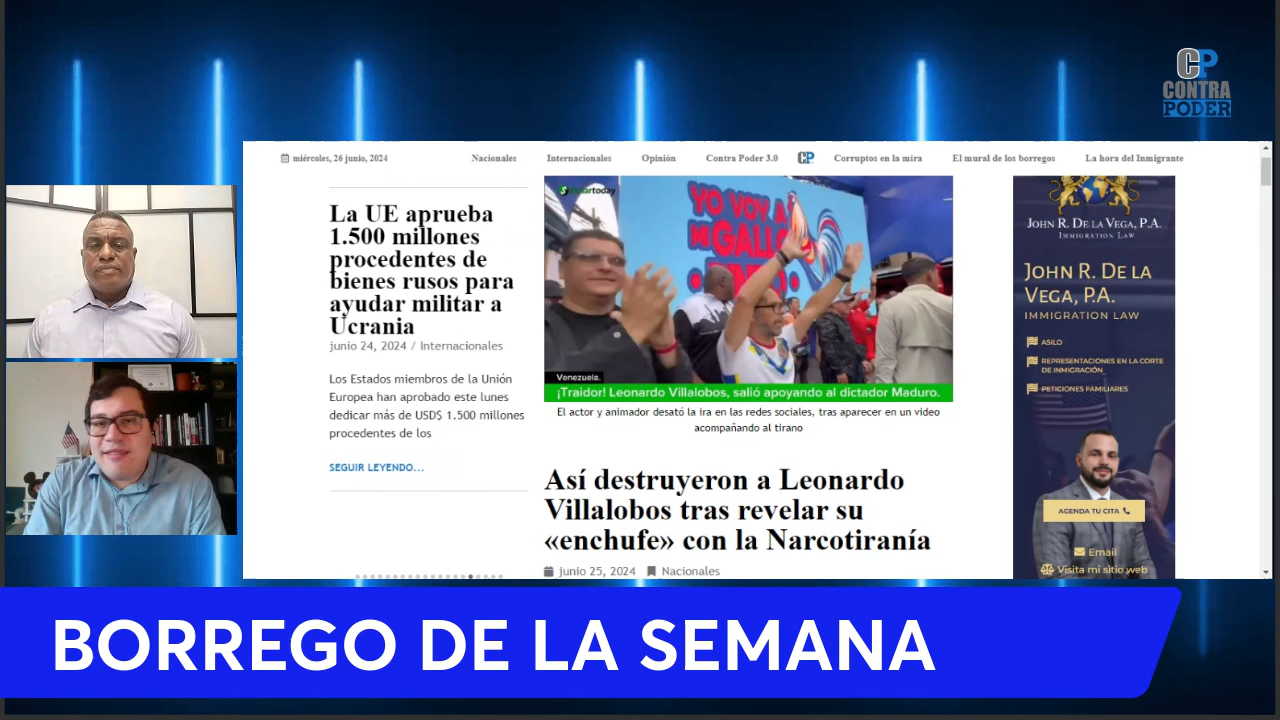 CP
CONTRA
PODER
miércoles, 26 junio, 2024
Nacionales
Internacionales
Opinión
Contra Poder 3.0
CP
Corruptos en la mira
El mural de los borregos
La hora del Inmigrante
La UE aprueba
1.500 millones
procedentes de
bienes rusos para
ayudar militar a
Ucrania
junio 24, 2024 / Internacionales
Los Estados miembros de la Unión
Europea han aprobado este lunes
dedicar más de USD$ 1.500 millones
procedentes de los
SEGUIR LEYENDO...
YO VOY A
MI GALLO
Venezuela.
¡Traidor! Leonardo Villalobos, salió apoyando al dictador Maduro.
El actor y animador desató la ira en las redes sociales, tras aparecer en un video
acompañando al tirano
Así destruyeron a Leonardo
Villalobos tras revelar su
«enchufe» con la Narcotiranía
junio 25, 2024 Nacionales
JOHN R. DE LA VEGA, P.A.
IMMIGRATION LAW
JOHN R. DE LA
VEGA, P.A.
IMMIGRATION LAW
ASILO
REPRESENTACIONES EN LA CORTE
DE INMIGRACIÓN
PETICIONES FAMILIARES
AGENDA TU CITA
Email
Visita mi sitio web
BORREGO DE LA SEMANA